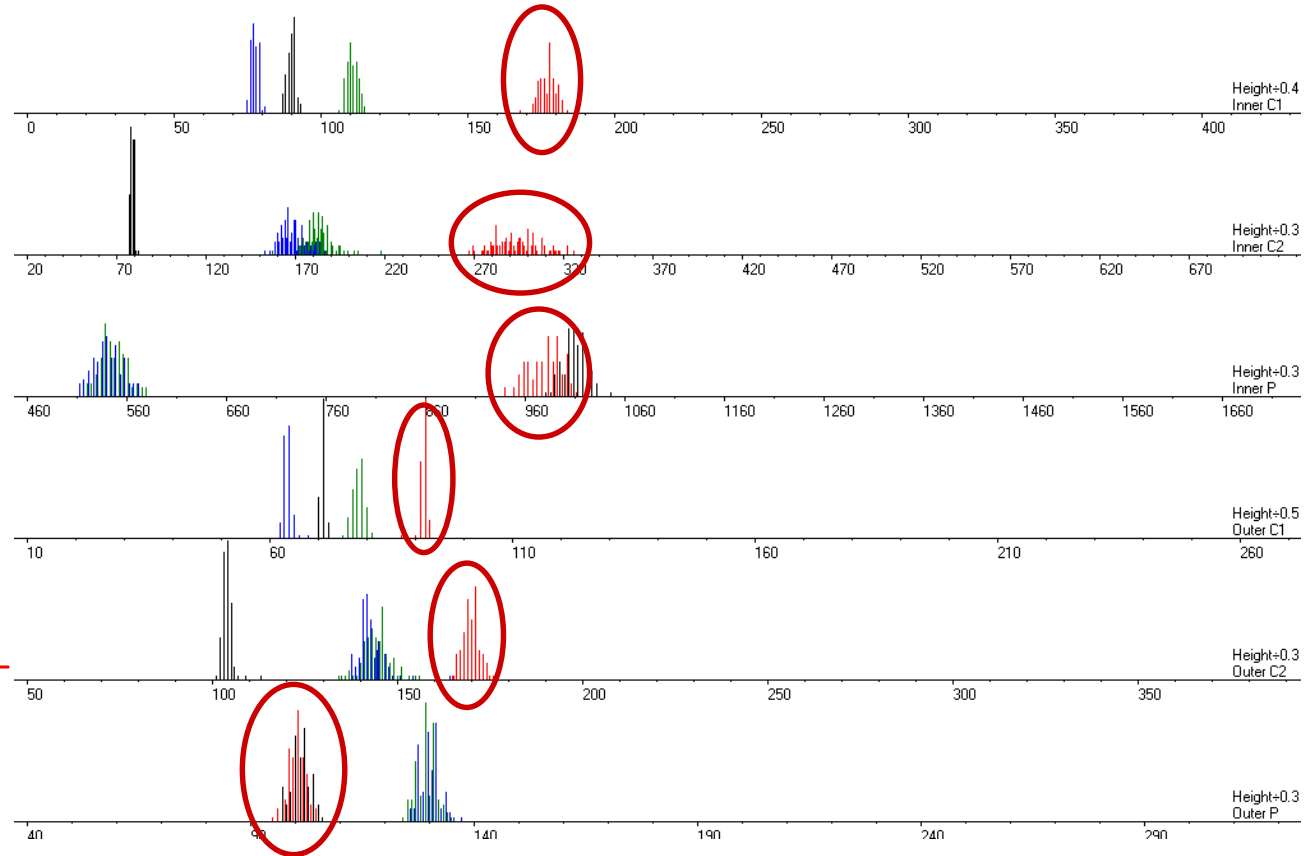 Height÷0.4
Inner C1
0 50 100 150 200 250 300 350 400
Height÷0.3
Inner C2
20 70 120 170 220 270 320 370 420 470 520 570 620 670
Height÷0.3
Inner P
460 560 660 760 860 960 1060 1160 1260 1360 1460 1560 1660
Height÷0.5
Outer C1
10 60 110 160 210 260
Height÷0.3
Outer C2
50 100 150 200 250 300 350
Height÷0.3
Outer P
40 90 140 190 240 290